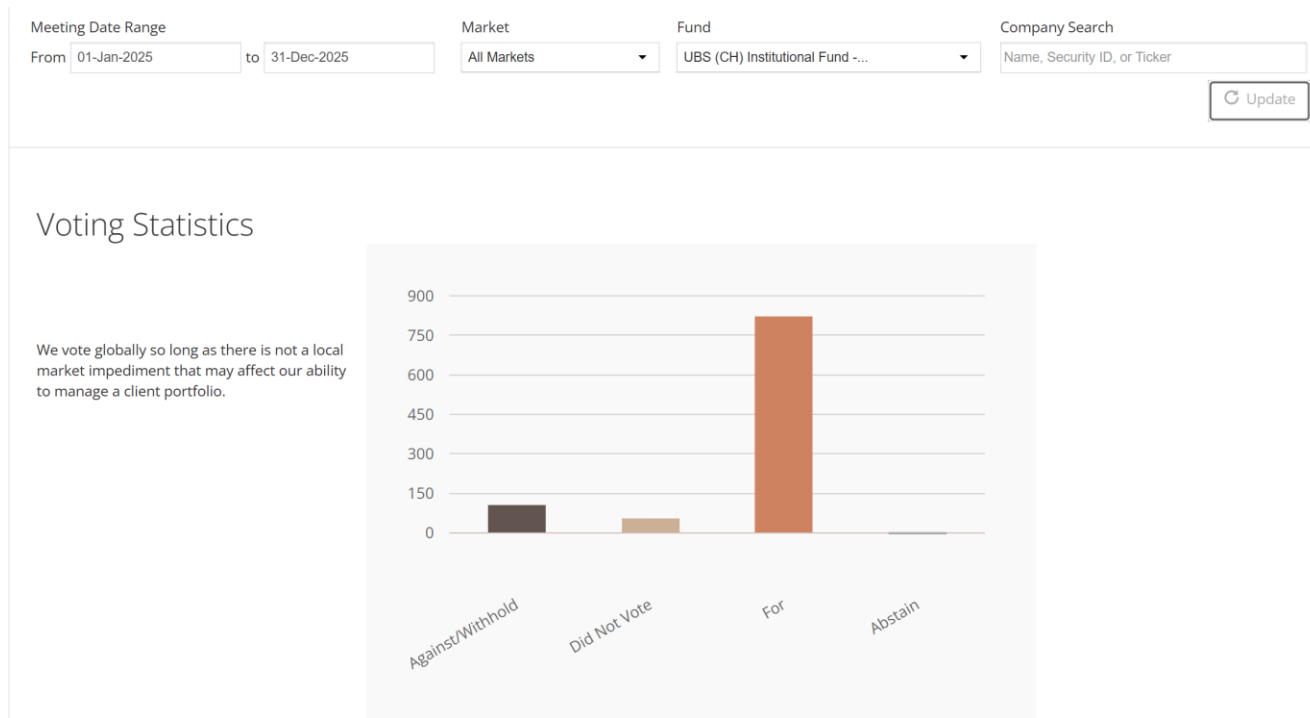 Meeting Date Range
From 01-Jan-2025 to 31-Dec-2025
Market
All Markets
Fund
UBS (CH) Institutional Fund -...
Company Search
Name, Security ID, or Ticker
Update
Voting Statistics
We vote globally so long as there is not a local
market impediment that may affect our ability
to manage a client portfolio.
900
750
600
450
300
150
0
Against/Withhold
Did Not Vote
For
Abstain